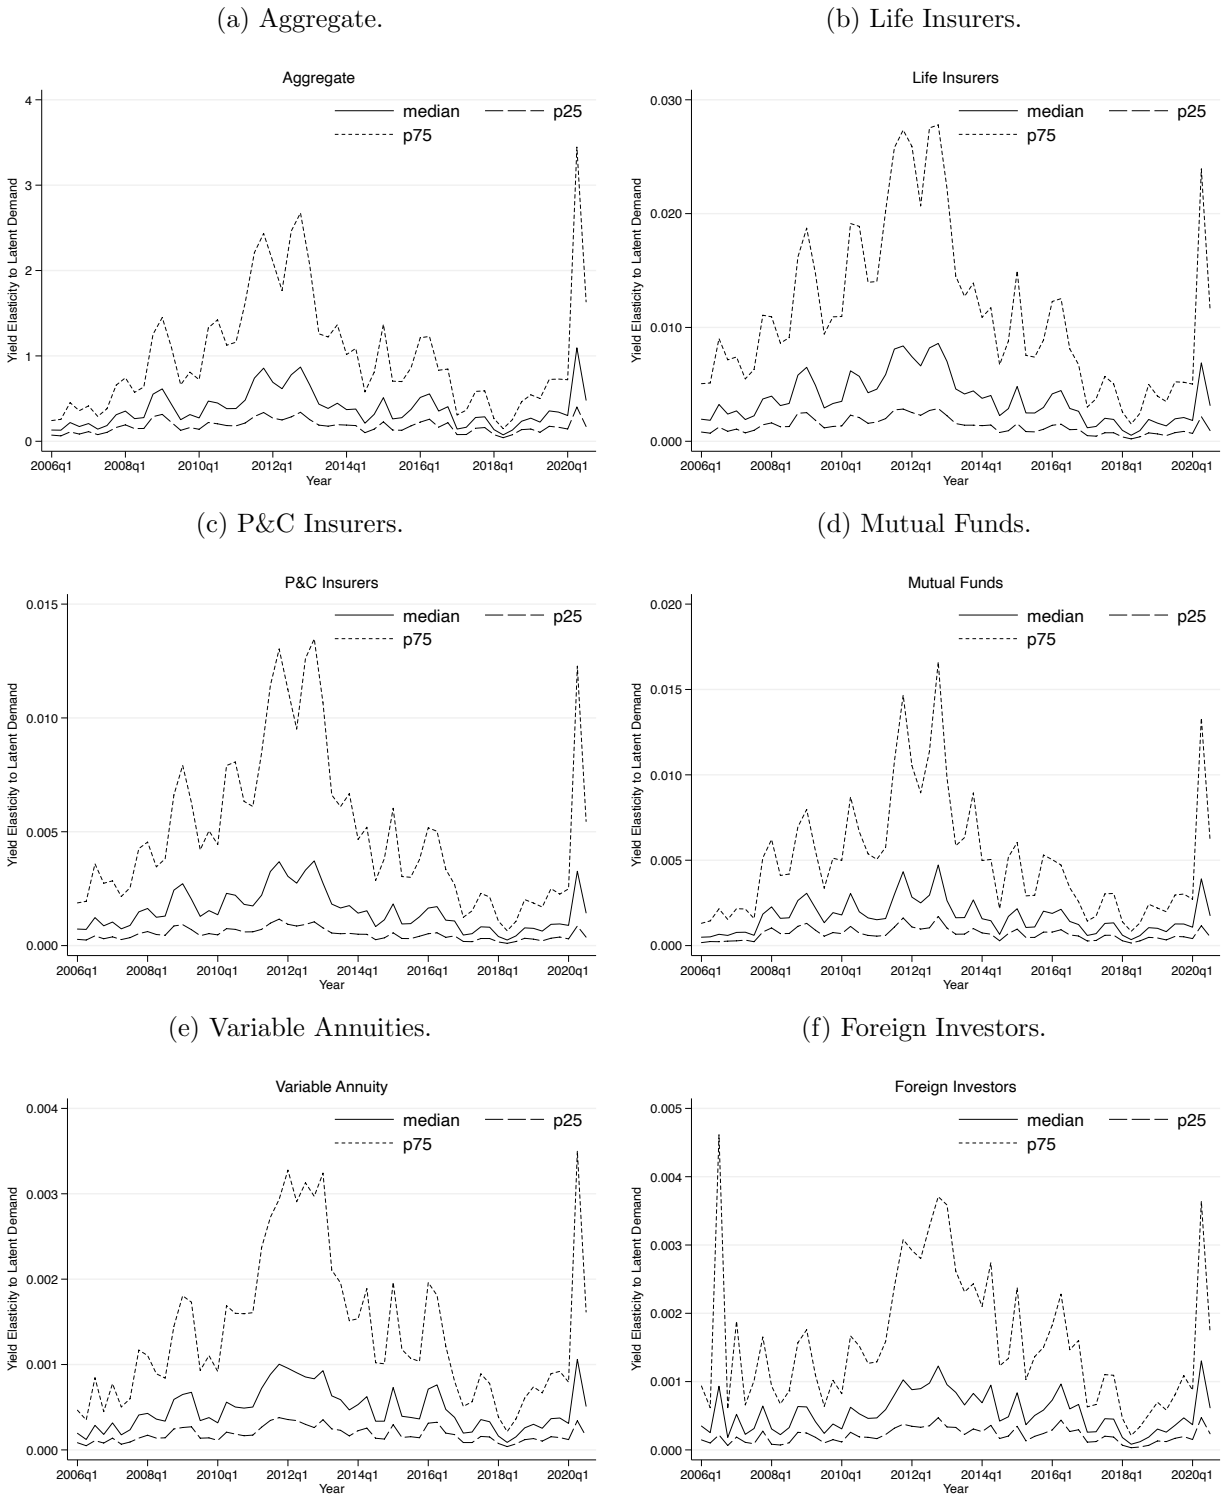 (a) Aggregate.
Aggregate
median
p25
p75
Yield Elasticity to Latent Demand
4
3
2
1
0
2006q1 2008q1 2010q1 2012q1 2014q1 2016q1 2018q1 2020q1
Year
(b) Life Insurers.
Life Insurers
median
p25
p75
Yield Elasticity to Latent Demand
0.030
0.020
0.010
0.000
2006q1 2008q1 2010q1 2012q1 2014q1 2016q1 2018q1 2020q1
Year
(c) P&C Insurers.
P&C Insurers
median
p25
p75
Yield Elasticity to Latent Demand
0.015
0.010
0.005
0.000
2006q1 2008q1 2010q1 2012q1 2014q1 2016q1 2018q1 2020q1
Year
(d) Mutual Funds.
Mutual Funds
median
p25
p75
Yield Elasticity to Latent Demand
0.020
0.015
0.010
0.005
0.000
2006q1 2008q1 2010q1 2012q1 2014q1 2016q1 2018q1 2020q1
Year
(e) Variable Annuities.
Variable Annuity
median
p25
p75
Yield Elasticity to Latent Demand
0.004
0.003
0.002
0.001
0.000
2006q1 2008q1 2010q1 2012q1 2014q1 2016q1 2018q1 2020q1
Year
(f) Foreign Investors.
Foreign Investors
median
p25
p75
Yield Elasticity to Latent Demand
0.005
0.004
0.003
0.002
0.001
0.000
2006q1 2008q1 2010q1 2012q1 2014q1 2016q1 2018q1 2020q1
Year